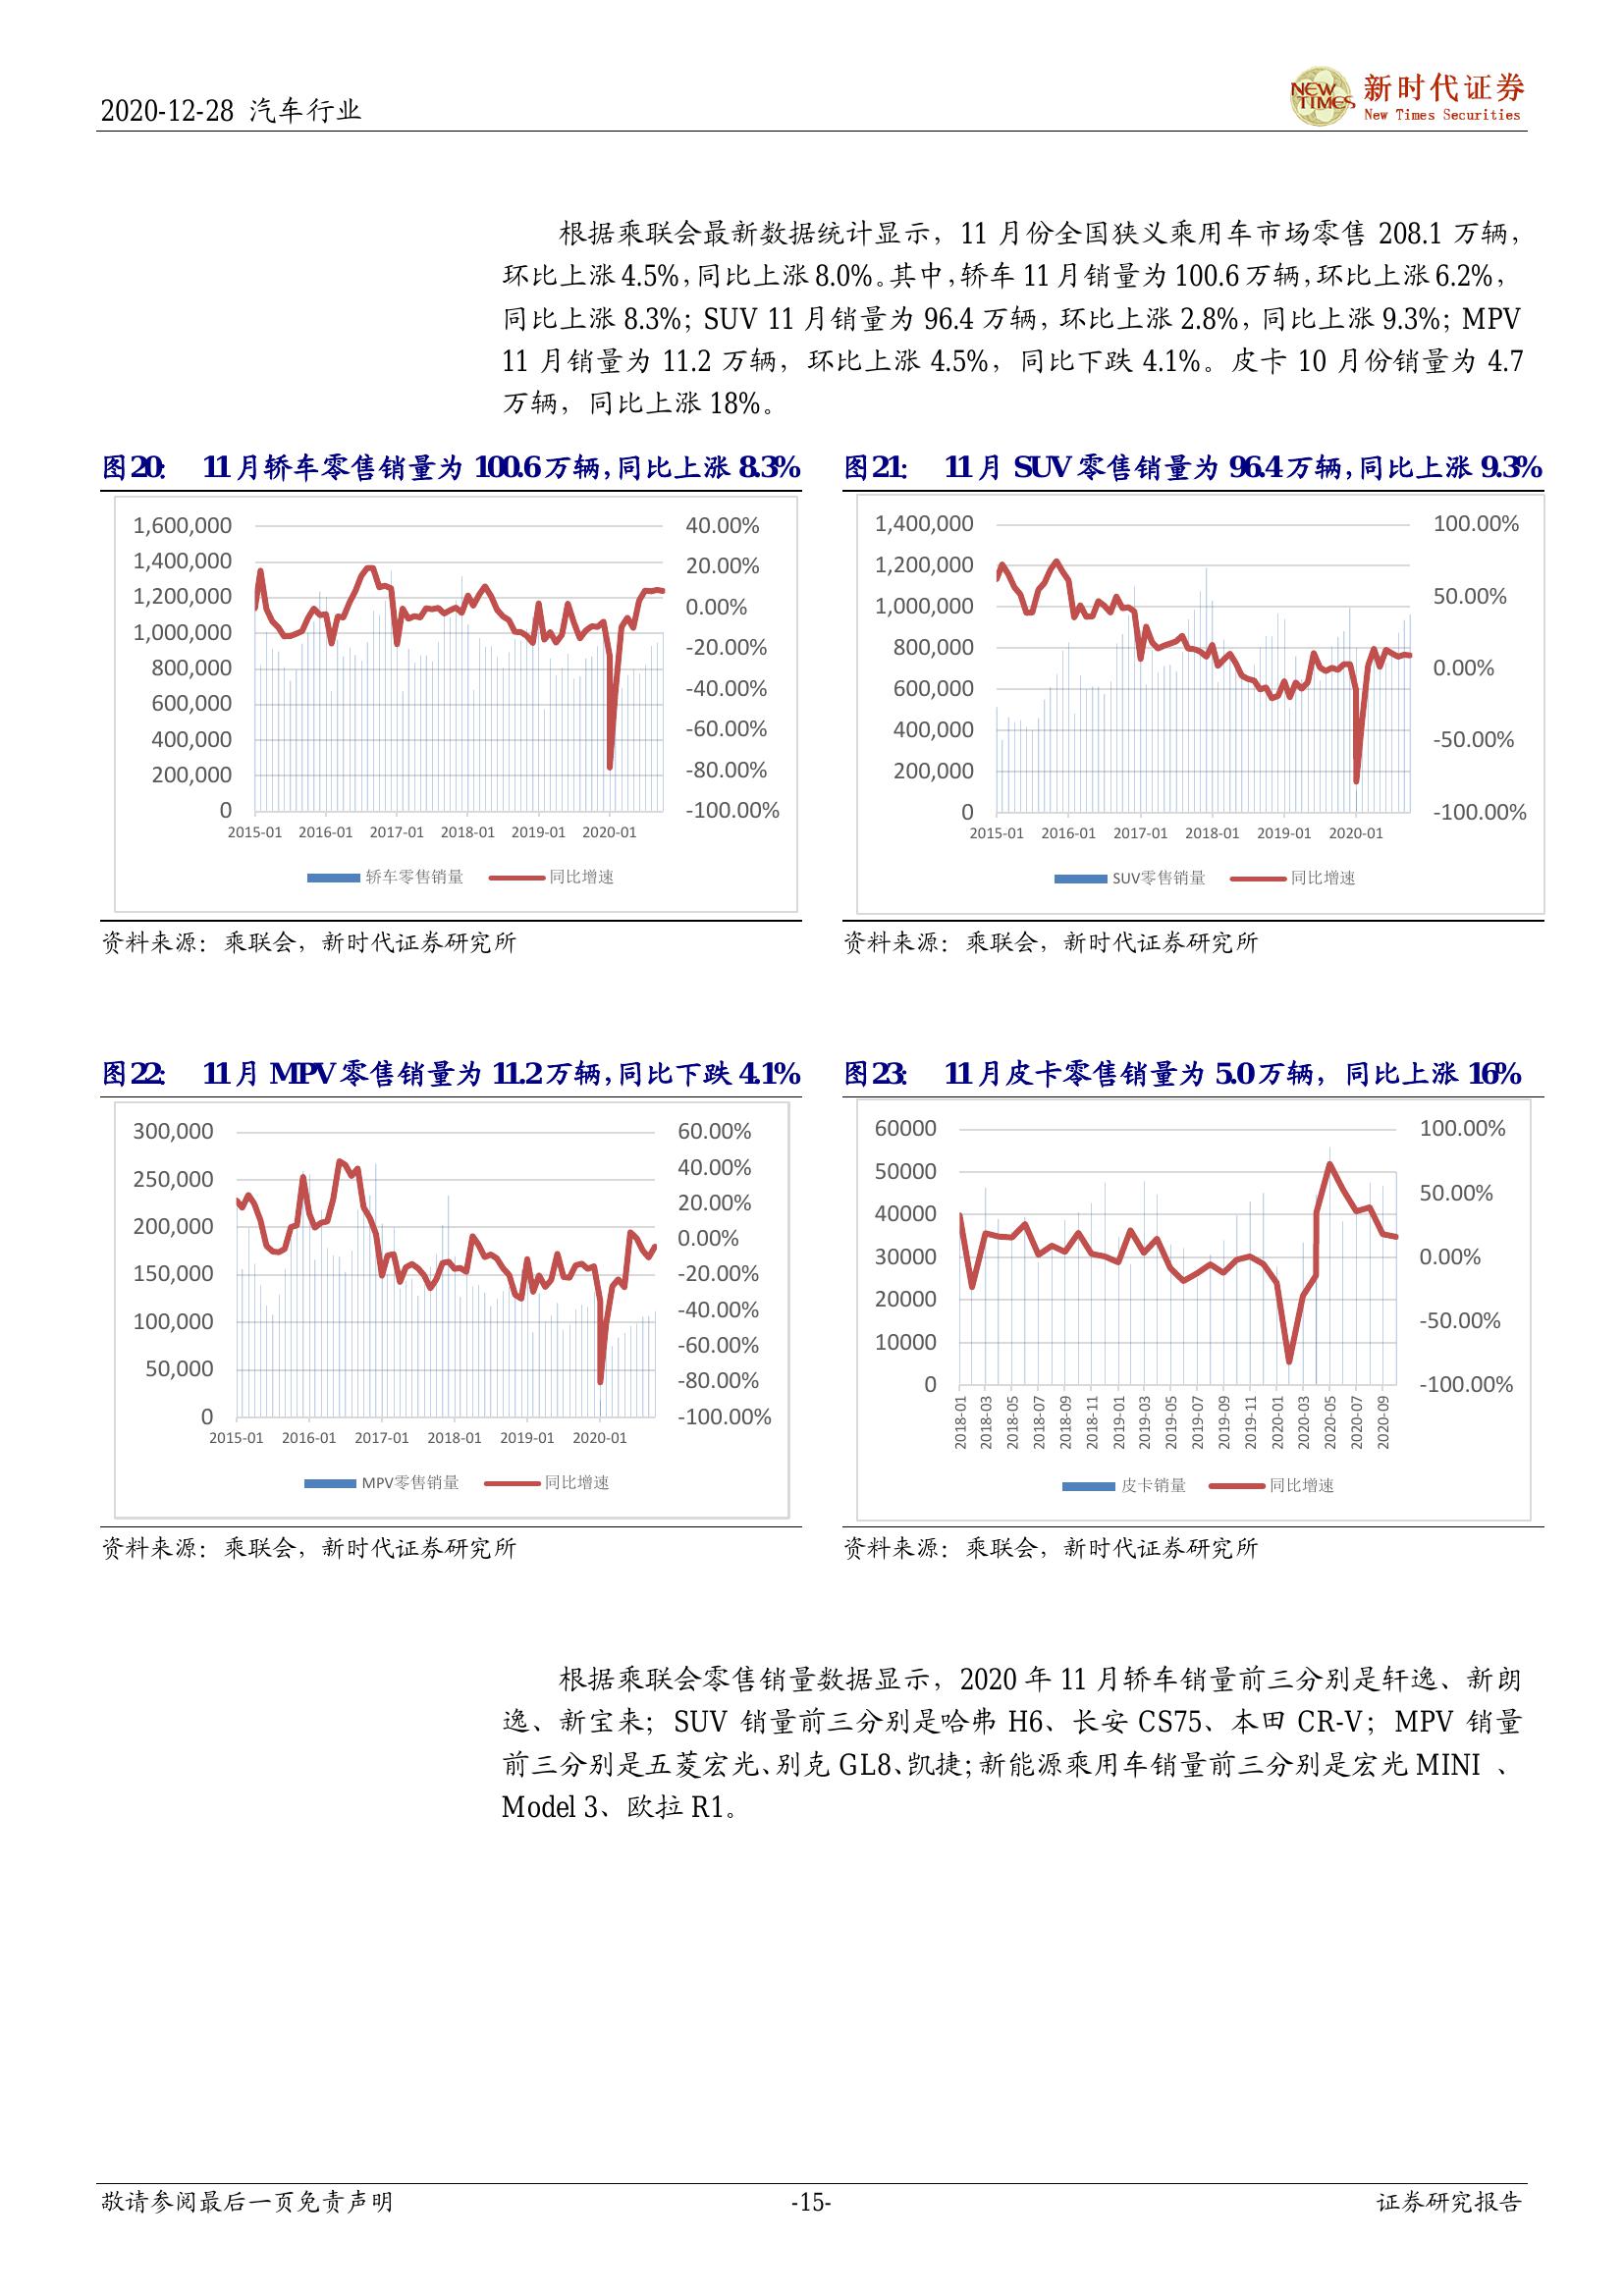 2020-12-28 汽车行业
NEW TIMES
新时代证券
New Times Securities
根据乘联会最新数据统计显示，11 月份全国狭义乘用车市场零售 208.1 万辆，
环比上涨 4.5%，同比上涨 8.0%。其中，轿车 11 月销量为 100.6 万辆，环比上涨 6.2%，
同比上涨 8.3%；SUV 11 月销量为 96.4 万辆，环比上涨 2.8%，同比上涨 9.3%；MPV
11 月销量为 11.2 万辆，环比上涨 4.5%，同比下跌 4.1%。皮卡 10 月份销量为 4.7
万辆，同比上涨 18%。
图20： 11 月轿车零售销量为 100.6 万辆，同比上涨 8.3%
1,600,000
1,400,000
1,200,000
1,000,000
800,000
600,000
400,000
200,000
0
40.00%
20.00%
0.00%
-20.00%
-40.00%
-60.00%
-80.00%
-100.00%
2015-01 2016-01 2017-01 2018-01 2019-01 2020-01
轿车零售销量 同比增速
资料来源：乘联会，新时代证券研究所
图21： 11 月 SUV 零售销量为 96.4 万辆，同比上涨 9.3%
1,400,000
1,200,000
1,000,000
800,000
600,000
400,000
200,000
0
100.00%
50.00%
0.00%
-50.00%
-100.00%
2015-01 2016-01 2017-01 2018-01 2019-01 2020-01
SUV零售销量 同比增速
资料来源：乘联会，新时代证券研究所
图22： 11 月 MPV 零售销量为 11.2 万辆，同比下跌 4.1%
300,000
250,000
200,000
150,000
100,000
50,000
0
60.00%
40.00%
20.00%
0.00%
-20.00%
-40.00%
-60.00%
-80.00%
-100.00%
2015-01 2016-01 2017-01 2018-01 2019-01 2020-01
MPV零售销量 同比增速
资料来源：乘联会，新时代证券研究所
图23： 11 月皮卡零售销量为 5.0 万辆，同比上涨 16%
60000
50000
40000
30000
20000
10000
0
100.00%
50.00%
0.00%
-50.00%
-100.00%
2018-01
2018-03
2018-05
2018-07
2018-09
2018-11
2019-01
2019-03
2019-05
2019-07
2019-09
2019-11
2020-01
2020-03
2020-05
2020-07
2020-09
皮卡销量 同比增速
资料来源：乘联会，新时代证券研究所
根据乘联会零售销量数据显示，2020 年 11 月轿车销量前三分别是轩逸、新朗
逸、新宝来；SUV 销量前三分别是哈弗 H6、长安 CS75、本田 CR-V；MPV 销量
前三分别是五菱宏光、别克 GL8、凯捷；新能源乘用车销量前三分别是宏光 MINI 、
Model 3、欧拉 R1。
敬请参阅最后一页免责声明
-15-
证券研究报告